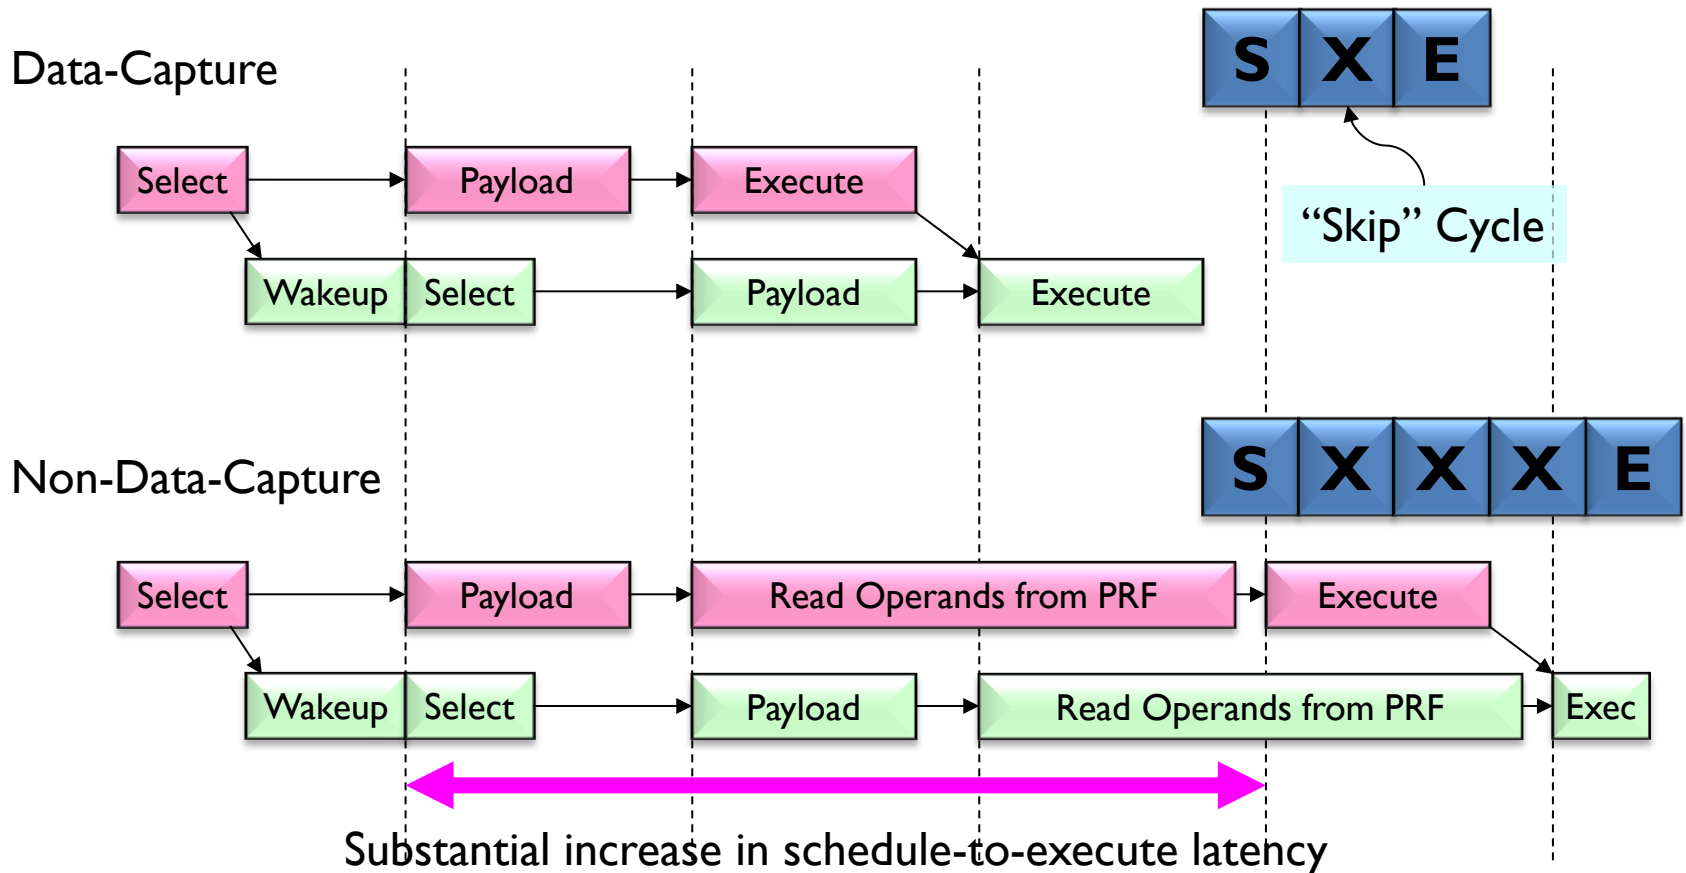 Data-Capture
S X E
Select Payload Execute
“Skip” Cycle
Wakeup Select Payload Execute
Non-Data-Capture
S X X X E
Select Payload Read Operands from PRF Execute
Wakeup Select Payload Read Operands from PRF Exec
Substantial increase in schedule-to-execute latency